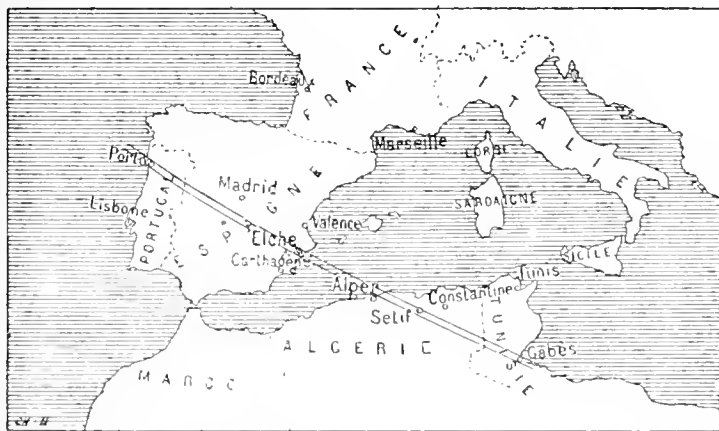 FRANCE
Bordeaux
ITALIE
Marseille
CORSE
Porto
Madrid
SARDAIGNE
Lisbone
PORTUGAL
ESPAGNE
Valence
Elche
Carthagène
SICILE
Tunis
Alger
Constantine
Setif
TUNISIE
Gabès
ALGERIE
MAROC